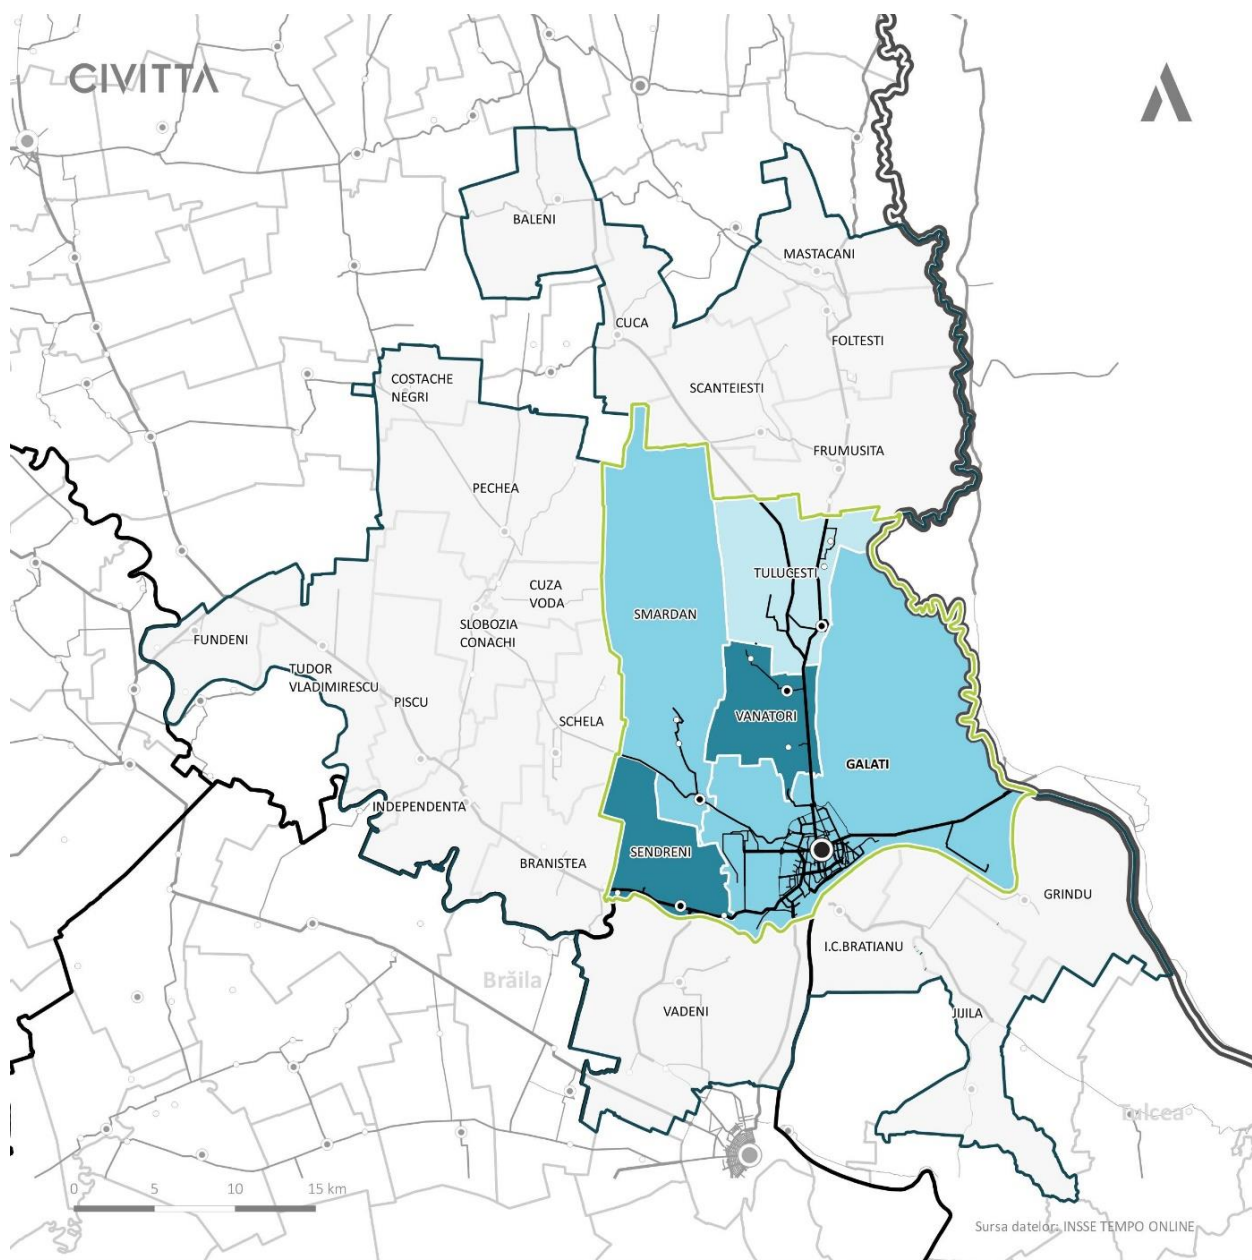 CIVITTA
BALENI
MASTACANI
CUCA
FOLTESTI
COSTACHE
NEGRI
SCANTEIESTI
FRUMUSITA
PECHEA
TULUCESTI
CUZA
VODA
SMARDAN
SLOBOZIA
CONACHI
FUNDENI
TUDOR
VLADIMIRESCU
PISCU
VANATORI
SCHELA
GALATI
INDEPENDENTA
SENDRENI
BRANISTEA
GRINDU
I.C.BRATIANU
Brăila
VADENI
JIJILA
Tulcea
0 5 10 15 km
Sursa datelor: INSSE TEMPO ONLINE